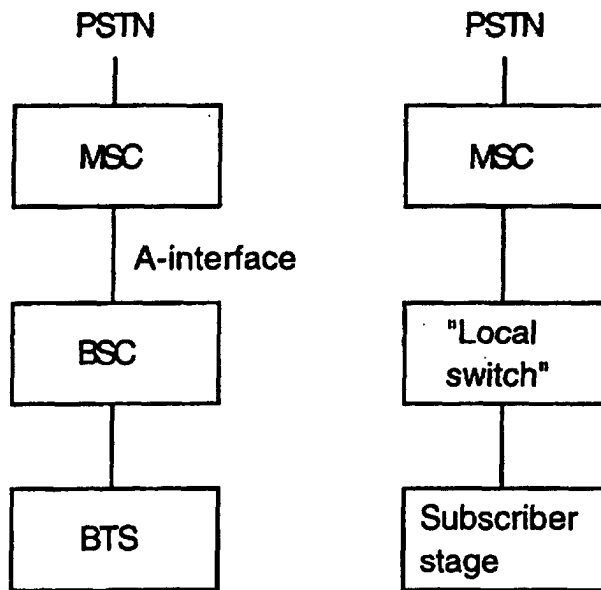 PSTN
MSC
A-interface
BSC
BTS
PSTN
MSC
"Local
switch"
Subscriber
stage